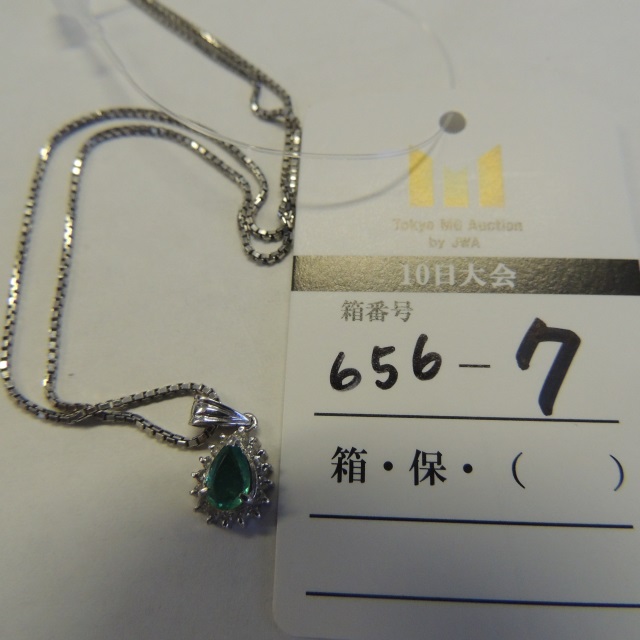 Tokyo MC Auction
by JWA
10日大会
箱番号
656-7
箱・保・(　　)